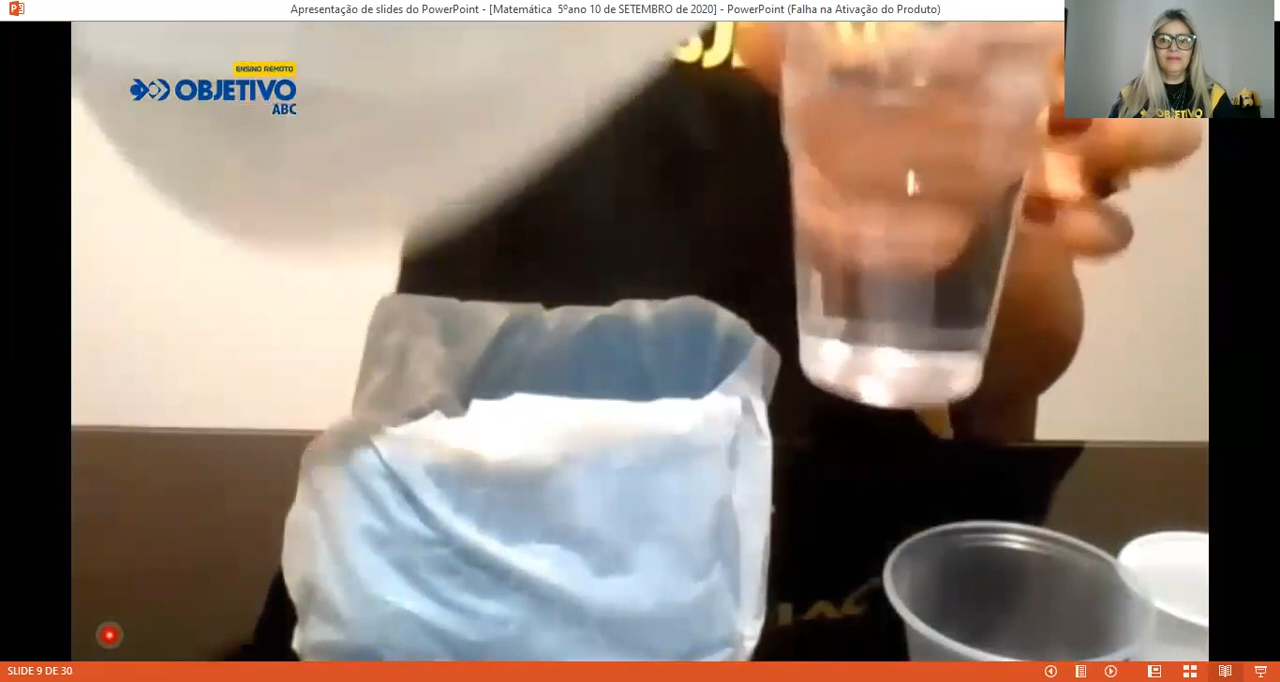 Apresentação de slides do PowerPoint - [Matemática  5ºano 10 de SETEMBRO de 2020] - PowerPoint (Falha na Ativação do Produto)
ENSINO REMOTO
OBJETIVO
ABC
OBJETIVO
SLIDE 9 DE 30